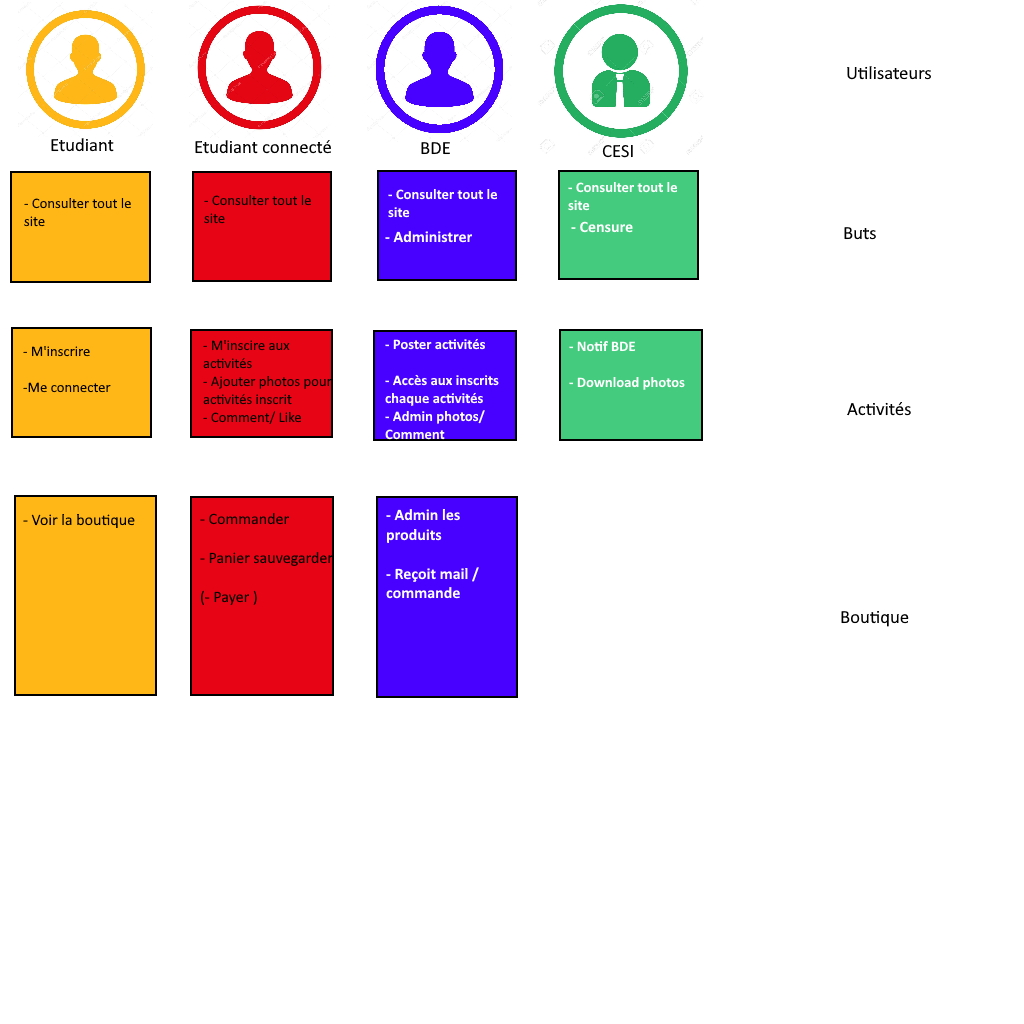 Utilisateurs
Etudiant
Etudiant connecté
BDE
CESI
- Consulter tout le
site
- Consulter tout le
site
- Consulter tout le
site
- Administrer
- Consulter tout le
site
- Censure
Buts
- M'inscrire
-Me connecter
- M'inscire aux
activités
- Ajouter photos pour
activités inscrit
- Comment/ Like
- Poster activités
- Accès aux inscrits
chaque activités
- Admin photos/
Comment
- Notif BDE
- Download photos
Activités
- Voir la boutique
- Commander
- Panier sauvegarder
(- Payer )
- Admin les
produits
- Reçoit mail /
commande
Boutique